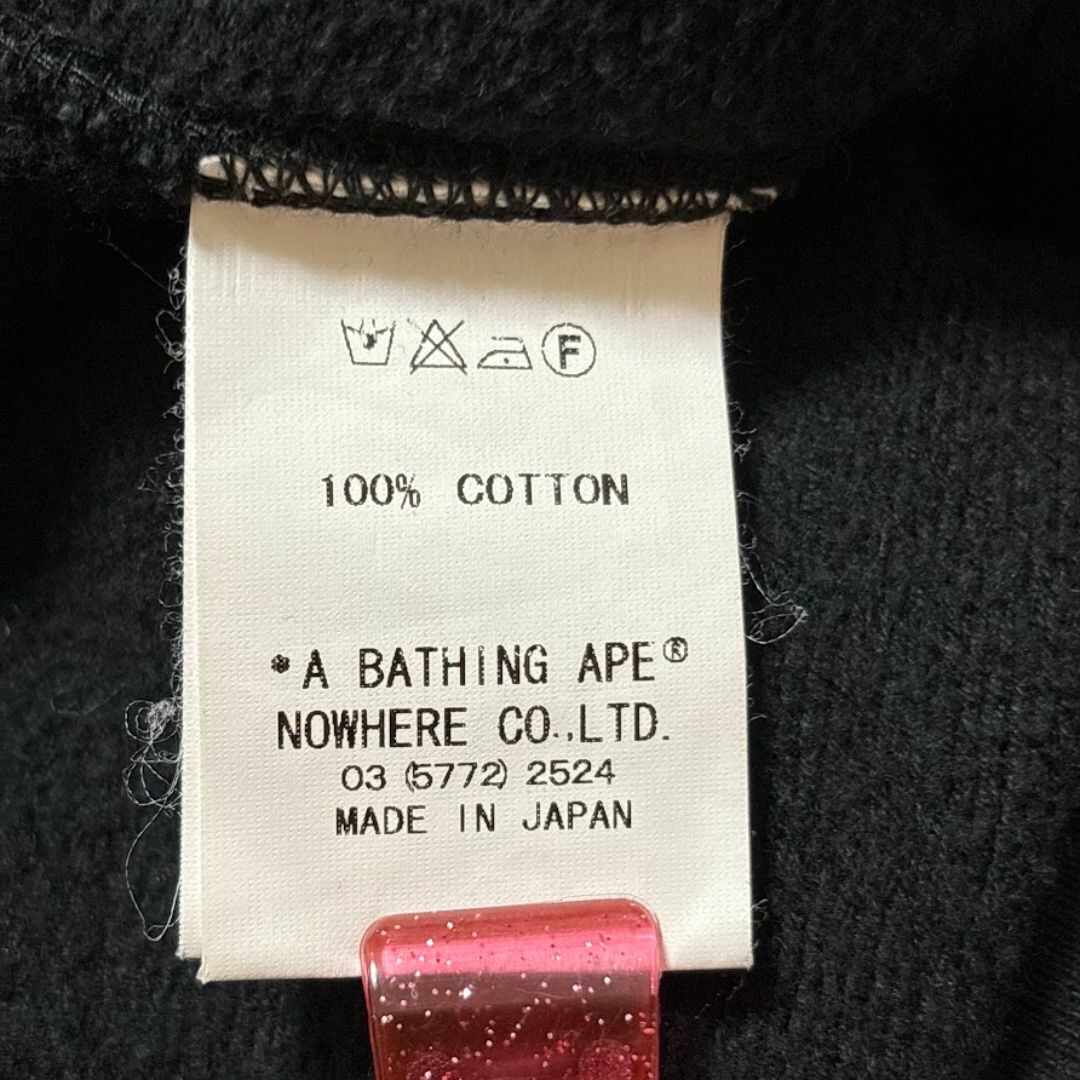 F
100% COTTON
*A BATHING APE®
NOWHERE CO.,LTD.
03 (5772) 2524
MADE IN JAPAN